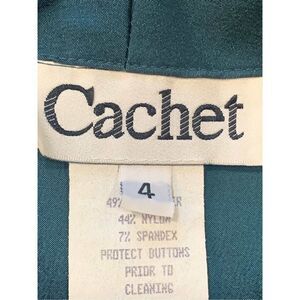 Cachet
4
49%
44% NYLON
7% SPANDEX
PROTECT BUTTONS
PRIOR TO
CLEANING